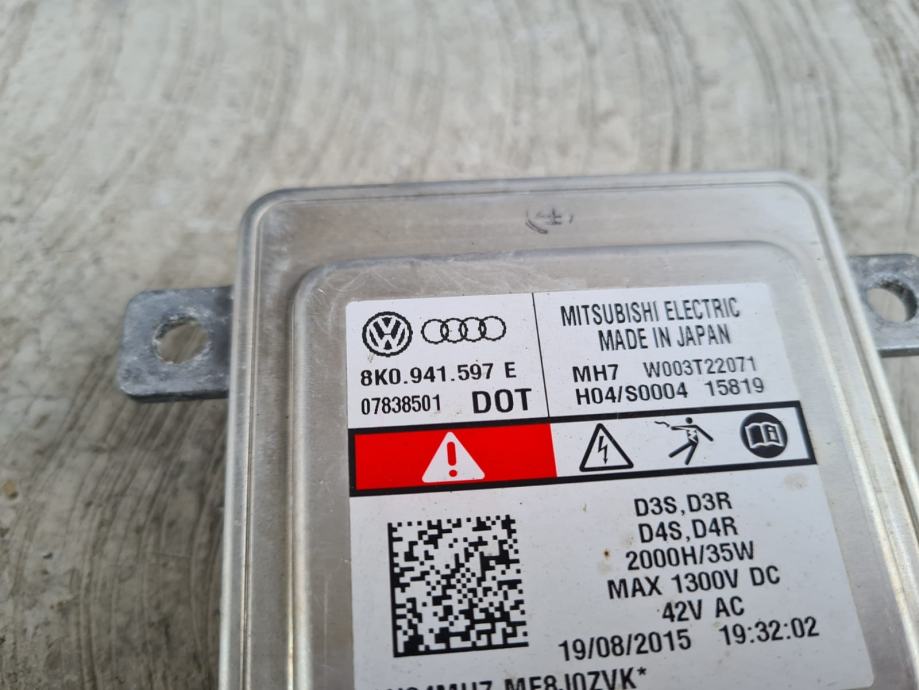 MITSUBISHI ELECTRIC
MADE IN JAPAN
8K0.941.597 E
MH7 W003T22071
07838501 DOT
H04/S0004 15819
D3S,D3R
D4S,D4R
2000H/35W
MAX 1300V DC
42V AC
19/08/2015 19:32:02